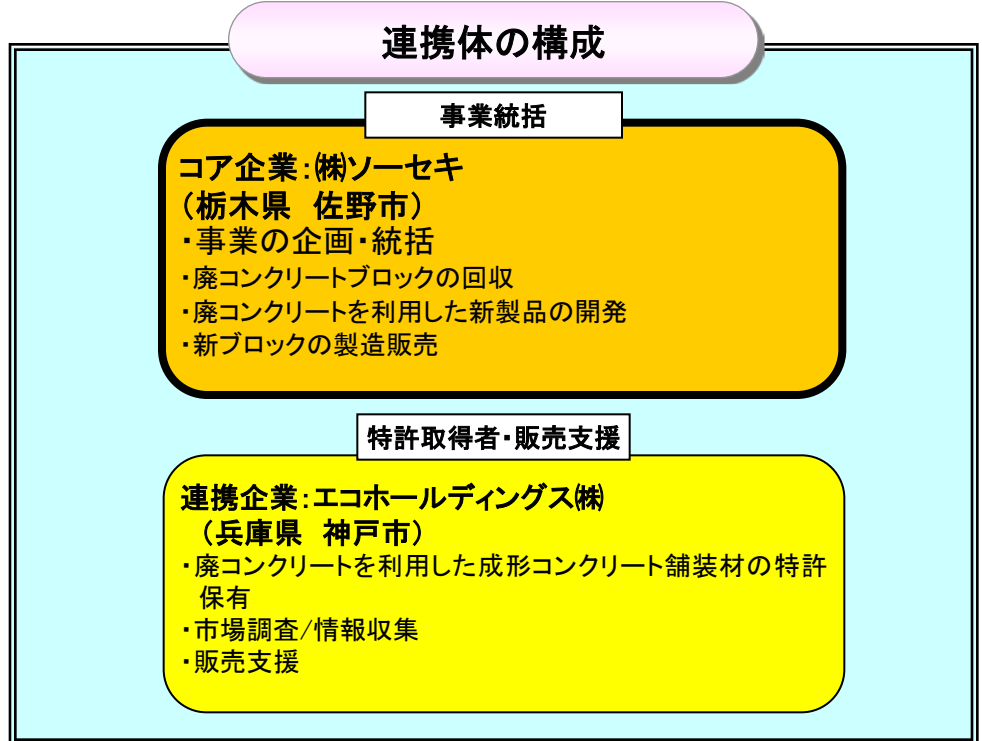 連携体の構成
事業統括
コア企業：㈱ソーセキ
（栃木県　佐野市）
・事業の企画・統括
・廃コンクリートブロックの回収
・廃コンクリートを利用した新製品の開発
・新ブロックの製造販売
特許取得者・販売支援
連携企業：エコホールディングス㈱
（兵庫県　神戸市）
・廃コンクリートを利用した成形コンクリート舗装材の特許
保有
・市場調査/情報収集
・販売支援